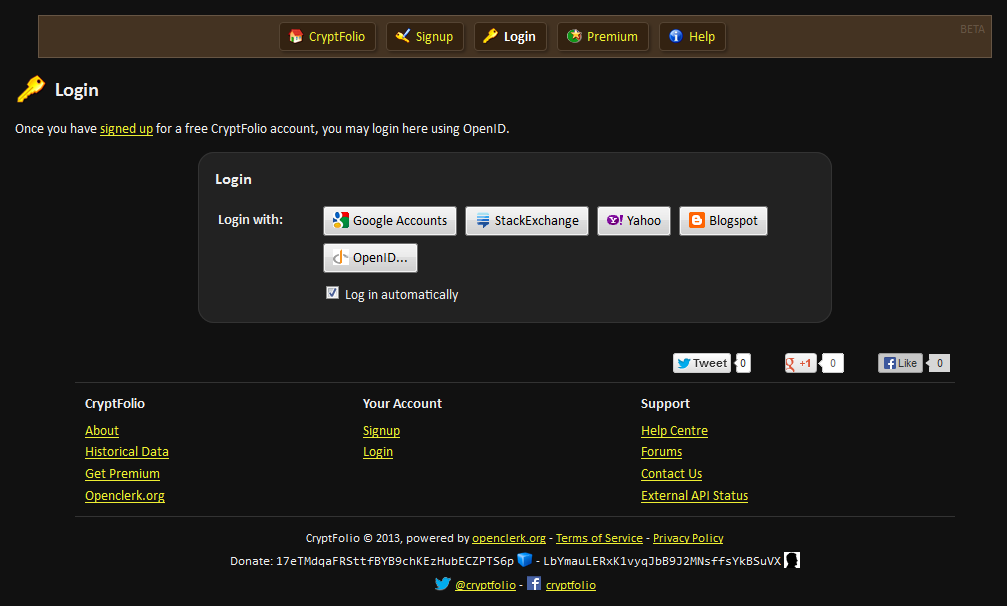 CryptFolio Signup Login Premium Help BETA
Login
Once you have signed up for a free CryptFolio account, you may login here using OpenID.
Login
Login with: Google Accounts StackExchange Yahoo Blogspot
OpenID...
Log in automatically
Tweet 0 +1 0 Like 0
CryptFolio Your Account Support
About Signup Help Centre
Historical Data Login Forums
Get Premium Contact Us
Openclerk.org External API Status
CryptFolio © 2013, powered by openclerk.org - Terms of Service - Privacy Policy
Donate: 17eTMdqaFRSttfBYB9chKEzHubECZPTS6p - LbYmauLERxK1vyqJbB9J2MNsffsYkBSuVX
@cryptfolio - cryptfolio